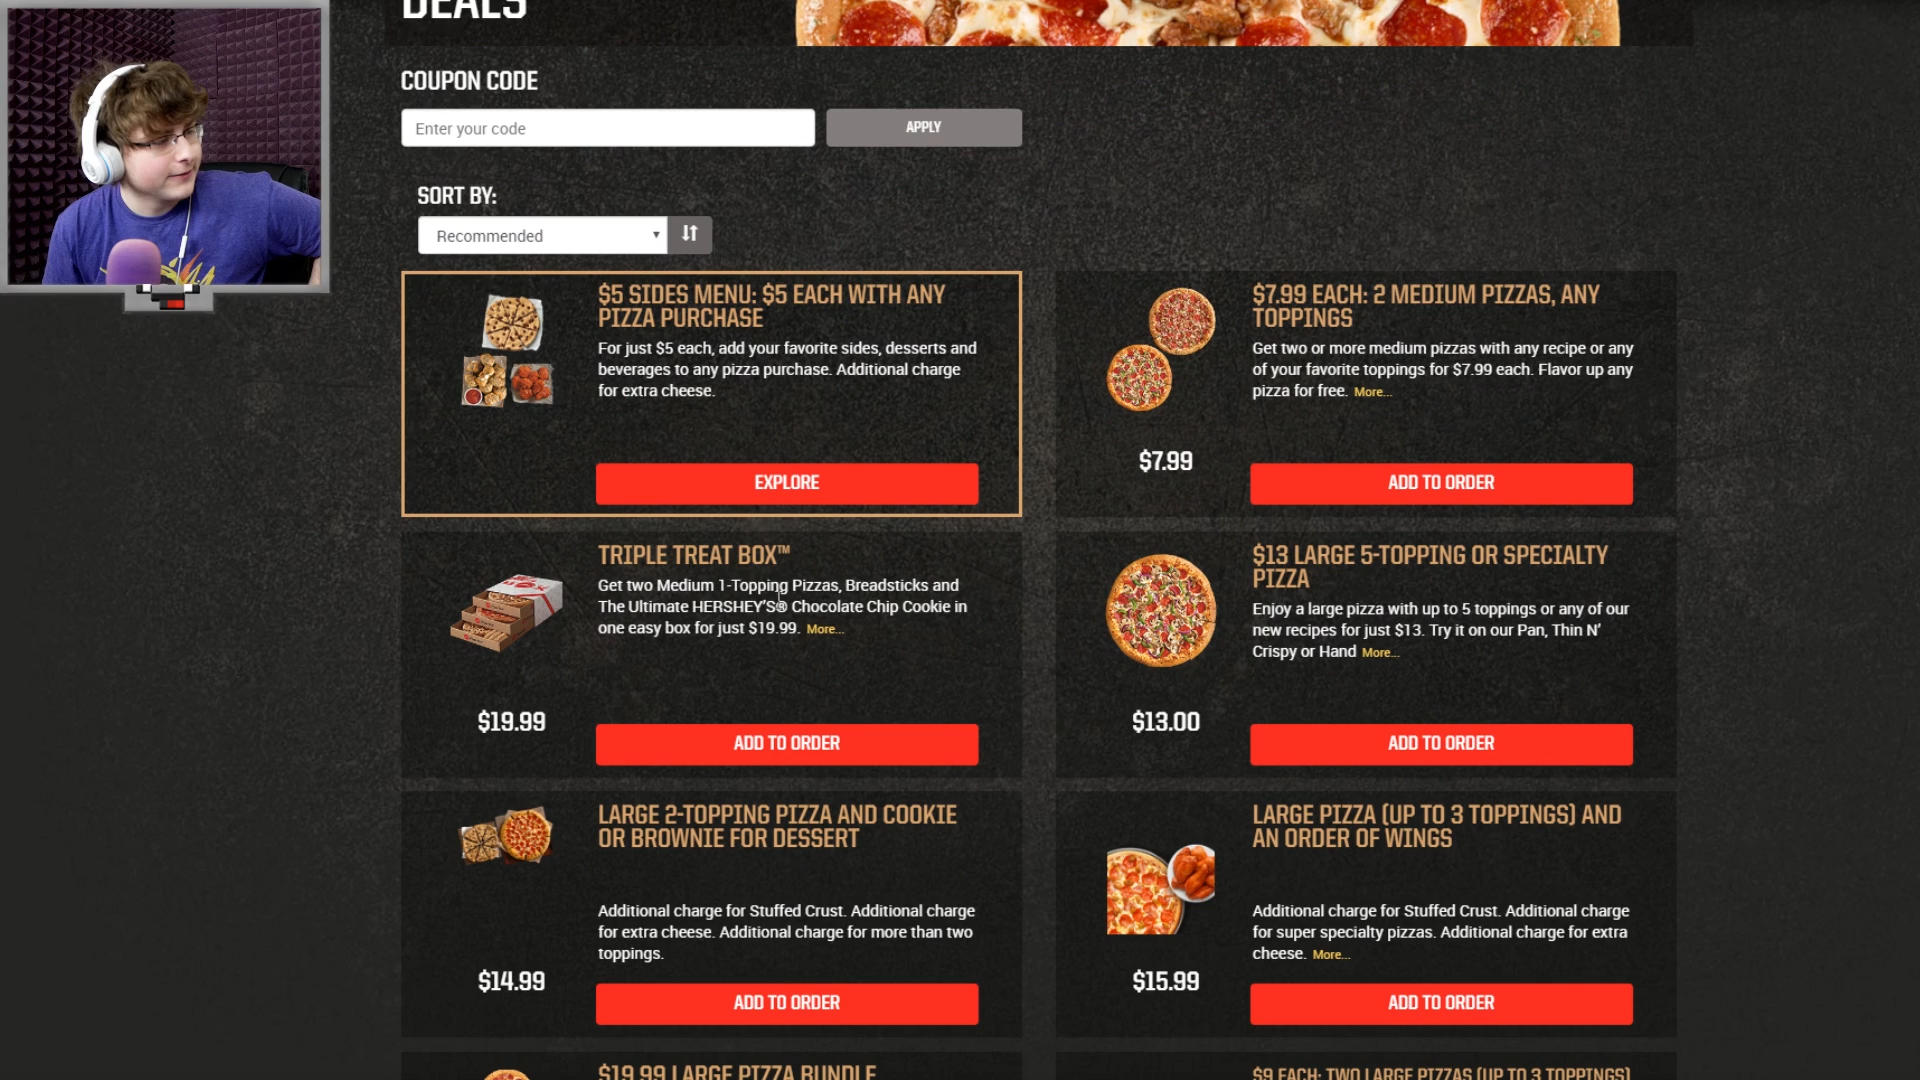 DEALS
COUPON CODE
Enter your code
APPLY
SORT BY:
Recommended
$5 SIDES MENU: $5 EACH WITH ANY
PIZZA PURCHASE
For just $5 each, add your favorite sides, desserts and
beverages to any pizza purchase. Additional charge
for extra cheese.
EXPLORE
$7.99 EACH: 2 MEDIUM PIZZAS, ANY
TOPPINGS
Get two or more medium pizzas with any recipe or any
of your favorite toppings for $7.99 each. Flavor up any
pizza for free. More...
$7.99
ADD TO ORDER
TRIPLE TREAT BOX™
Get two Medium 1-Topping Pizzas, Breadsticks and
The Ultimate HERSHEY'S® Chocolate Chip Cookie in
one easy box for just $19.99. More...
$19.99
ADD TO ORDER
$13 LARGE 5-TOPPING OR SPECIALTY
PIZZA
Enjoy a large pizza with up to 5 toppings or any of our
new recipes for just $13. Try it on our Pan, Thin N'
Crispy or Hand More...
$13.00
ADD TO ORDER
LARGE 2-TOPPING PIZZA AND COOKIE
OR BROWNIE FOR DESSERT
Additional charge for Stuffed Crust. Additional charge
for extra cheese. Additional charge for more than two
toppings.
$14.99
ADD TO ORDER
LARGE PIZZA (UP TO 3 TOPPINGS) AND
AN ORDER OF WINGS
Additional charge for Stuffed Crust. Additional charge
for super specialty pizzas. Additional charge for extra
cheese. More...
$15.99
ADD TO ORDER
$19.99 LARGE PIZZA BUNDLE
$9 EACH: TWO LARGE PIZZAS (UP TO 3 TOPPINGS)